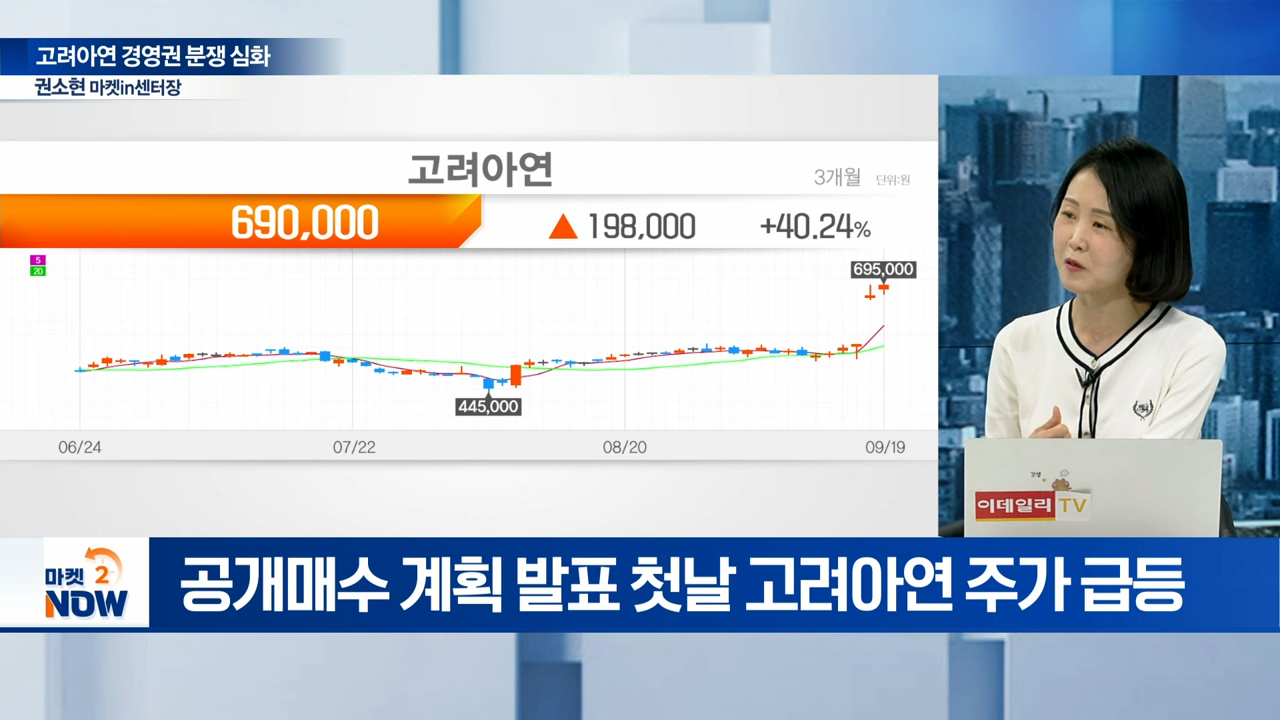 고려아연 경영권 분쟁 심화
권소현 마켓in센터장
고려아연
3개월 단위:원
690,000 ▲ 198,000 +40.24%
5
20
695,000
445,000
06/24 07/22 08/20 09/19
이데일리TV
마켓 2
NOW
공개매수 계획 발표 첫날 고려아연 주가 급등